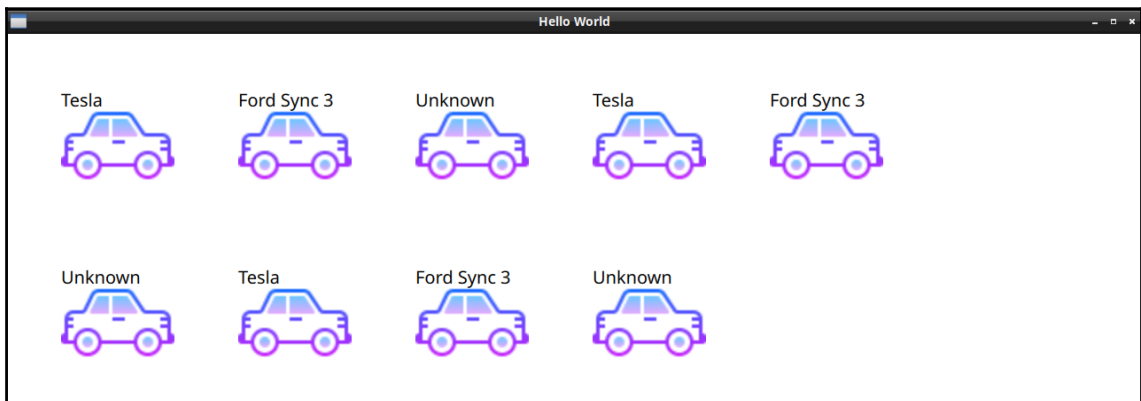 Hello World
Tesla Ford Sync 3 Unknown Tesla Ford Sync 3
Unknown Tesla Ford Sync 3 Unknown